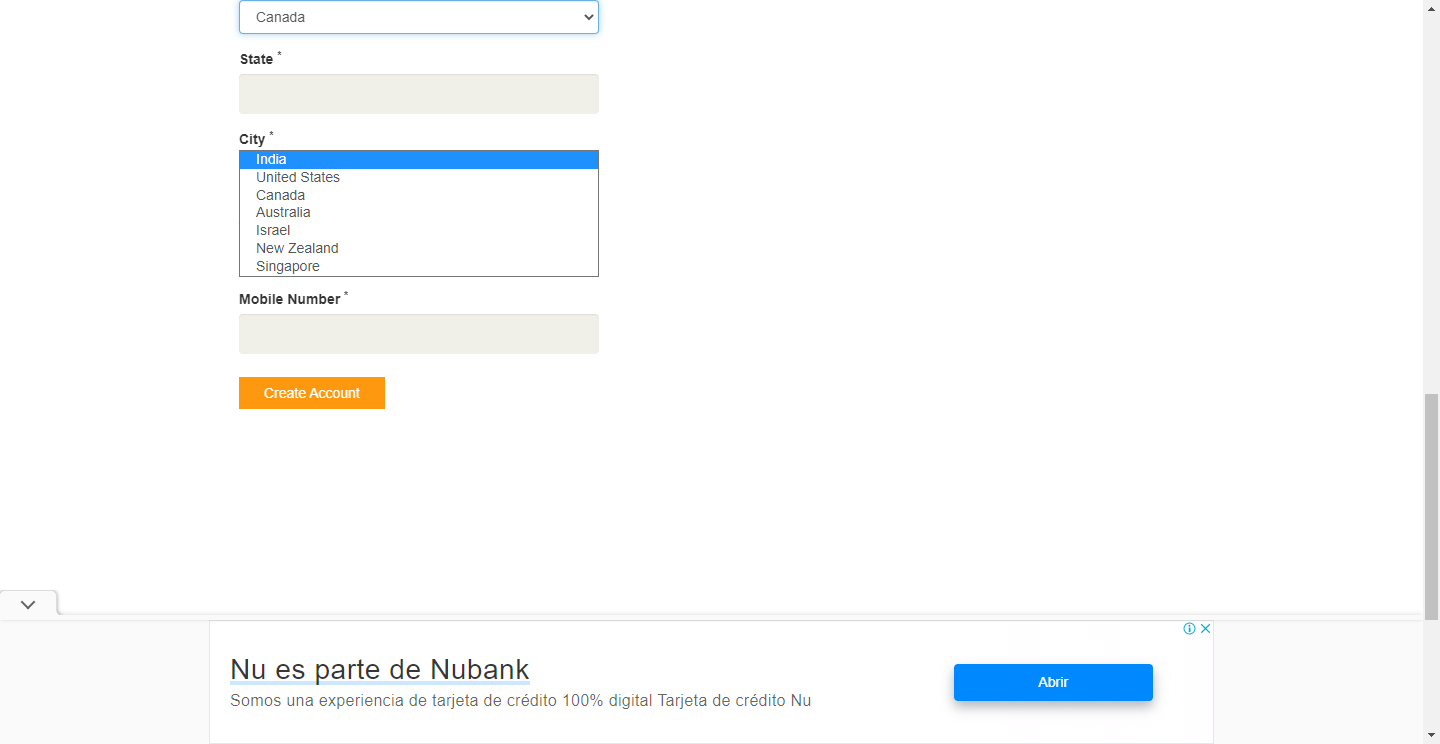 Canada
State *
City *
India
United States
Canada
Australia
Israel
New Zealand
Singapore
Mobile Number *
Create Account
Nu es parte de Nubank
Somos una experiencia de tarjeta de crédito 100% digital Tarjeta de crédito Nu
Abrir